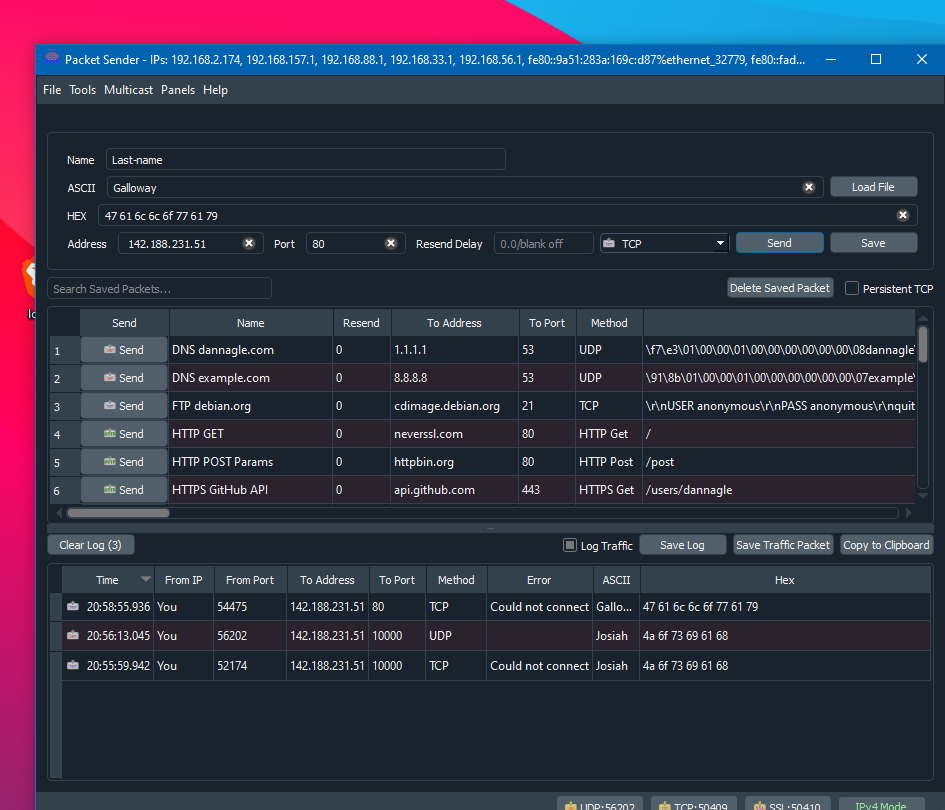 Packet Sender - IPs: 192.168.2.174, 192.168.157.1, 192.168.88.1, 192.168.33.1, 192.168.56.1, fe80::9a51:283a:169c:d87%ethernet_32779, fe80::fad...
File Tools Multicast Panels Help
Name Last-name
ASCII Galloway Load File
HEX 47 61 6c 6c 6f 77 61 79
Address 142.188.231.51 Port 80 Resend Delay 0.0/blank off TCP Send Save
Search Saved Packets... Delete Saved Packet Persistent TCP
Send Name Resend To Address To Port Method
1 Send DNS dannagle.com 0 1.1.1.1 53 UDP \f7\e3\01\00\00\01\00\00\00\00\00\00\08dannagle\
2 Send DNS example.com 0 8.8.8.8 53 UDP \91\8b\01\00\00\01\00\00\00\00\00\00\07example\
3 Send FTP debian.org 0 cdimage.debian.org 21 TCP \r\nUSER anonymous\r\nPASS anonymous\r\nquit
4 Send HTTP GET 0 neverssl.com 80 HTTP Get /
5 Send HTTP POST Params 0 httpbin.org 80 HTTP Post /post
6 Send HTTPS GitHub API 0 api.github.com 443 HTTPS Get /users/dannagle
Clear Log (3) Log Traffic Save Log Save Traffic Packet Copy to Clipboard
Time From IP From Port To Address To Port Method Error ASCII Hex
20:58:55.936 You 54475 142.188.231.51 80 TCP Could not connect Gallo... 47 61 6c 6c 6f 77 61 79
20:56:13.045 You 56202 142.188.231.51 10000 UDP Josiah 4a 6f 73 69 61 68
20:55:59.942 You 52174 142.188.231.51 10000 TCP Could not connect Josiah 4a 6f 73 69 61 68
UDP:56202 TCP:50409 SSL:50410 IPv4 Mode